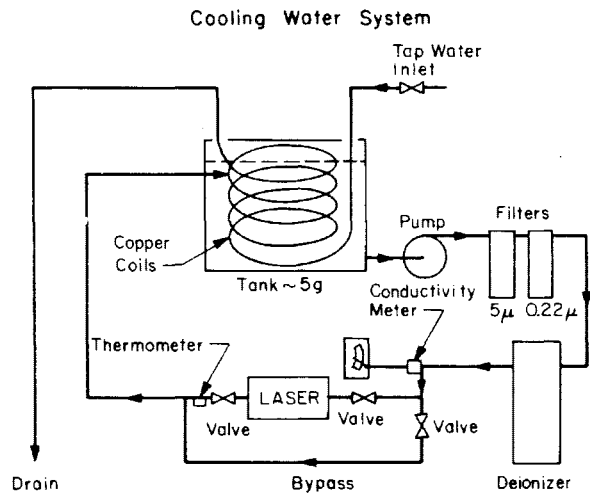 Cooling Water System
Tap Water
Inlet
Pump
Filters
Copper
Coils
Tank ~ 5g
Conductivity
Meter
5μ
0.22μ
Thermometer
LASER
Valve
Valve
Valve
Drain
Bypass
Deionizer